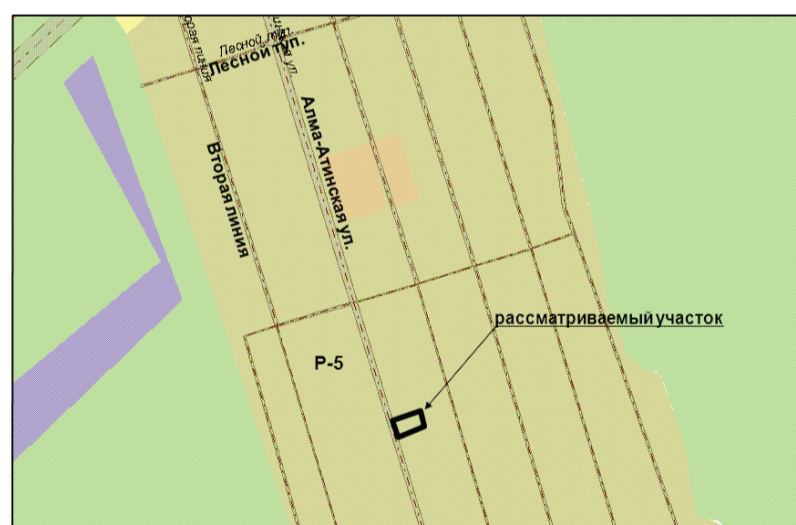 Лесной туп.
Лесной туп.
Вторая линия
Алма-Атинская ул.
рассматриваемый участок
Р-5